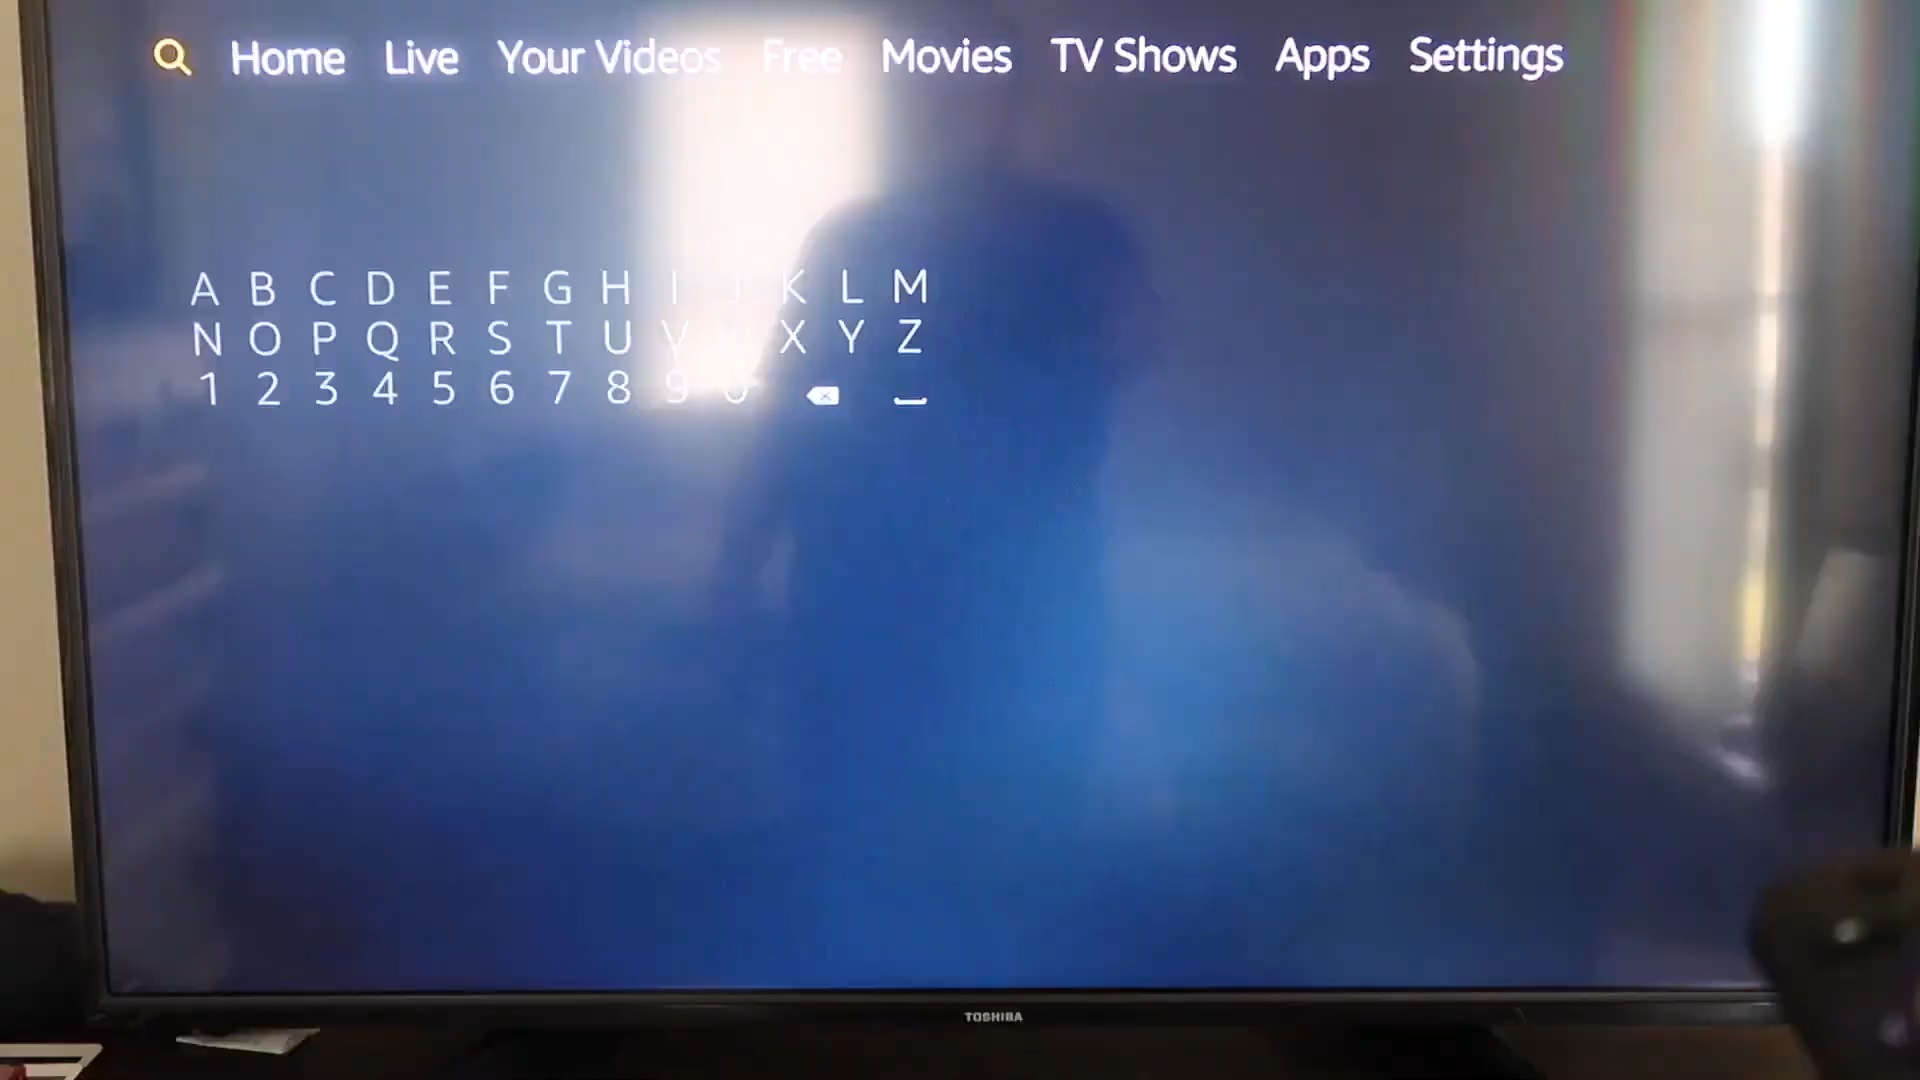 Home Live Your Videos Free Movies TV Shows Apps Settings
A B C D E F G H I J K L M
N O P Q R S T U V X Y Z
1 2 3 4 5 6 7 8 9 0
TOSHIBA